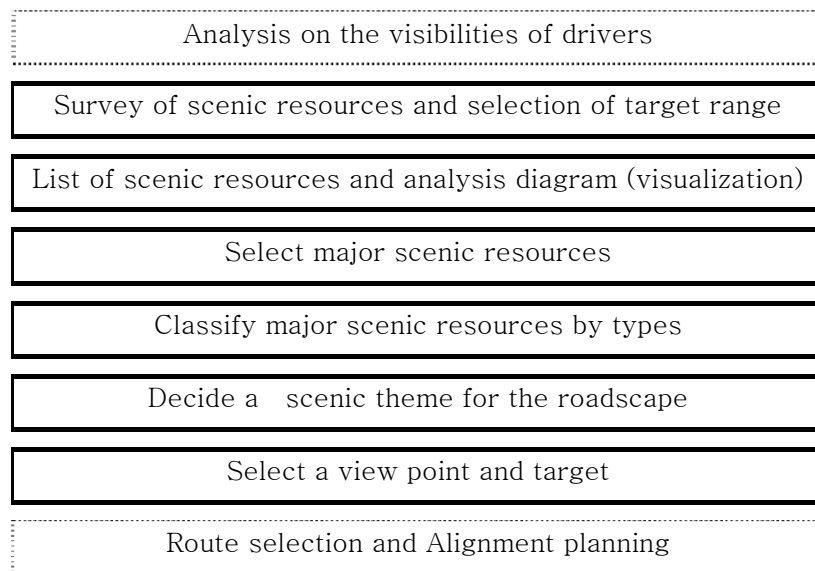 Analysis on the visibilities of drivers
Survey of scenic resources and selection of target range
List of scenic resources and analysis diagram (visualization)
Select major scenic resources
Classify major scenic resources by types
Decide a scenic theme for the roadscape
Select a view point and target
Route selection and Alignment planning